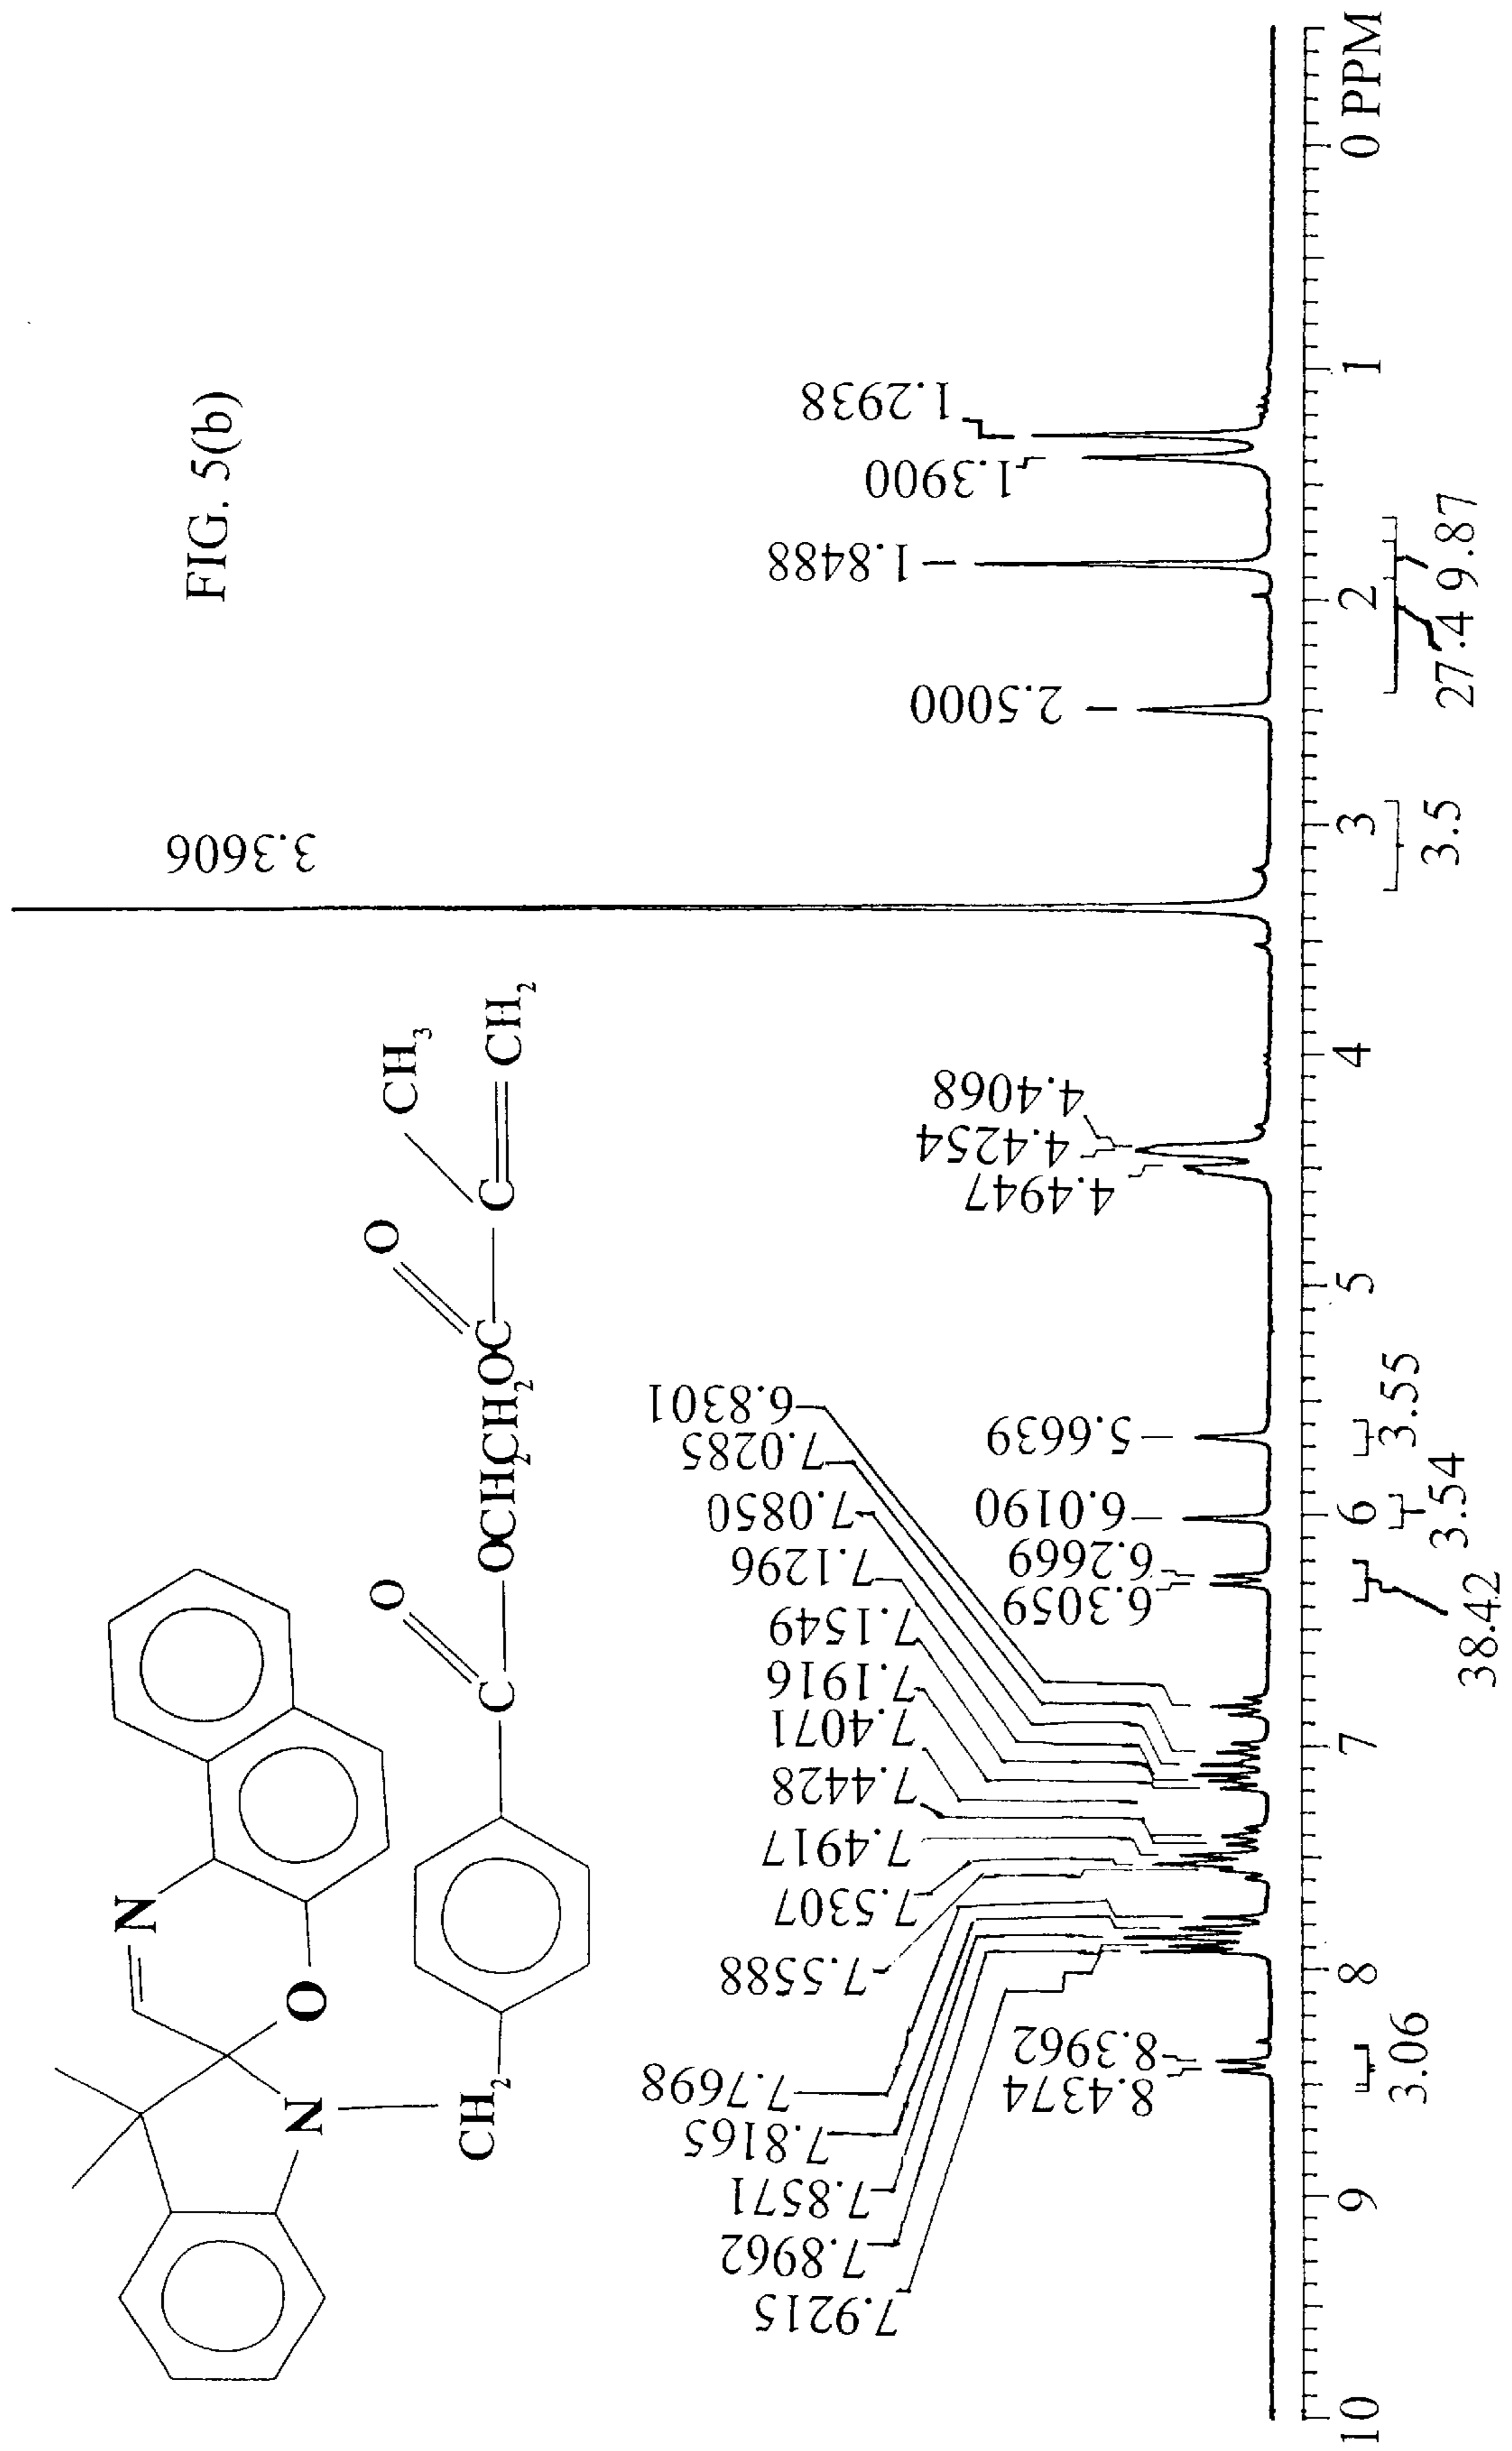 FIG. 5(b)
N
O
N
CH2
C
O
OCH2CH2OC
O
C
CH3
CH2
7.9215
7.8962
7.8571
7.8165
7.7698
7.5588
7.5307
7.4917
7.4428
7.4071
7.1916
7.1549
7.1296
7.0850
7.0285
6.8301
8.4374
8.3962
6.3059
6.2669
6.0190
5.6639
4.4947
4.4254
4.4068
3.3606
2.5000
1.8488
1.3900
1.2938
10 9 8 7 6 5 4 3 2 1 0 PPM
3.06
38.42
3.54
3.55
3.5
27.4
9.87